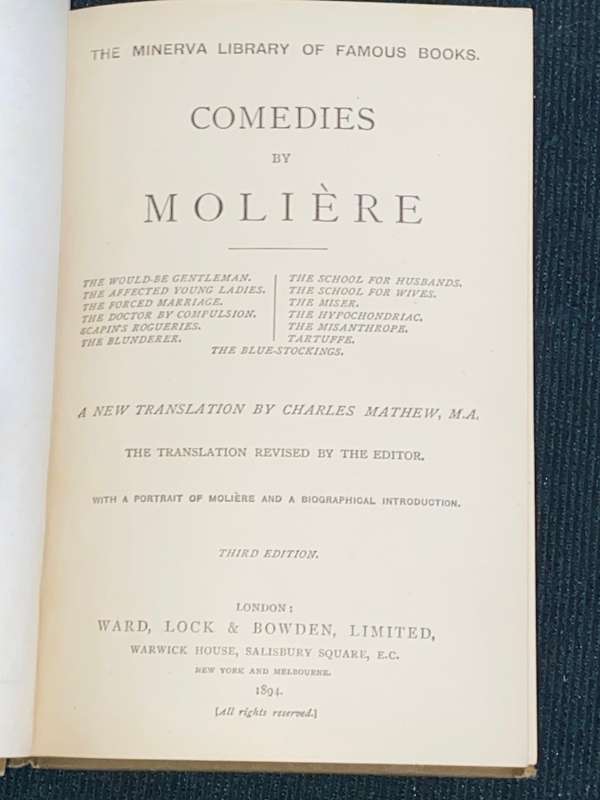 THE MINERVA LIBRARY OF FAMOUS BOOKS.
COMEDIES
BY
MOLIÈRE
THE WOULD-BE GENTLEMAN.
THE AFFECTED YOUNG LADIES.
THE FORCED MARRIAGE.
THE DOCTOR BY COMPULSION.
SCAPIN'S ROGUERIES.
THE BLUNDERER.
THE SCHOOL FOR HUSBANDS.
THE SCHOOL FOR WIVES.
THE MISER.
THE HYPOCHONDRIAC.
THE MISANTHROPE.
TARTUFFE.
THE BLUE-STOCKINGS.
A NEW TRANSLATION BY CHARLES MATHEW, M.A.
THE TRANSLATION REVISED BY THE EDITOR.
WITH A PORTRAIT OF MOLIÈRE AND A BIOGRAPHICAL INTRODUCTION.
THIRD EDITION.
LONDON:
WARD, LOCK & BOWDEN, LIMITED,
WARWICK HOUSE, SALISBURY SQUARE, E.C.
NEW YORK AND MELBOURNE.
1894.
[All rights reserved.]